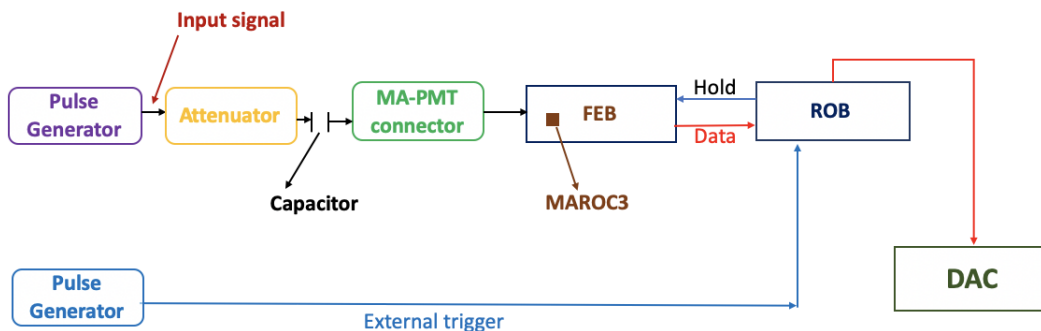 Input signal
Pulse
Generator
Attenuator
MA-PMT
connector
FEB
Hold
Data
ROB
Capacitor
MAROC3
Pulse
Generator
External trigger
DAC